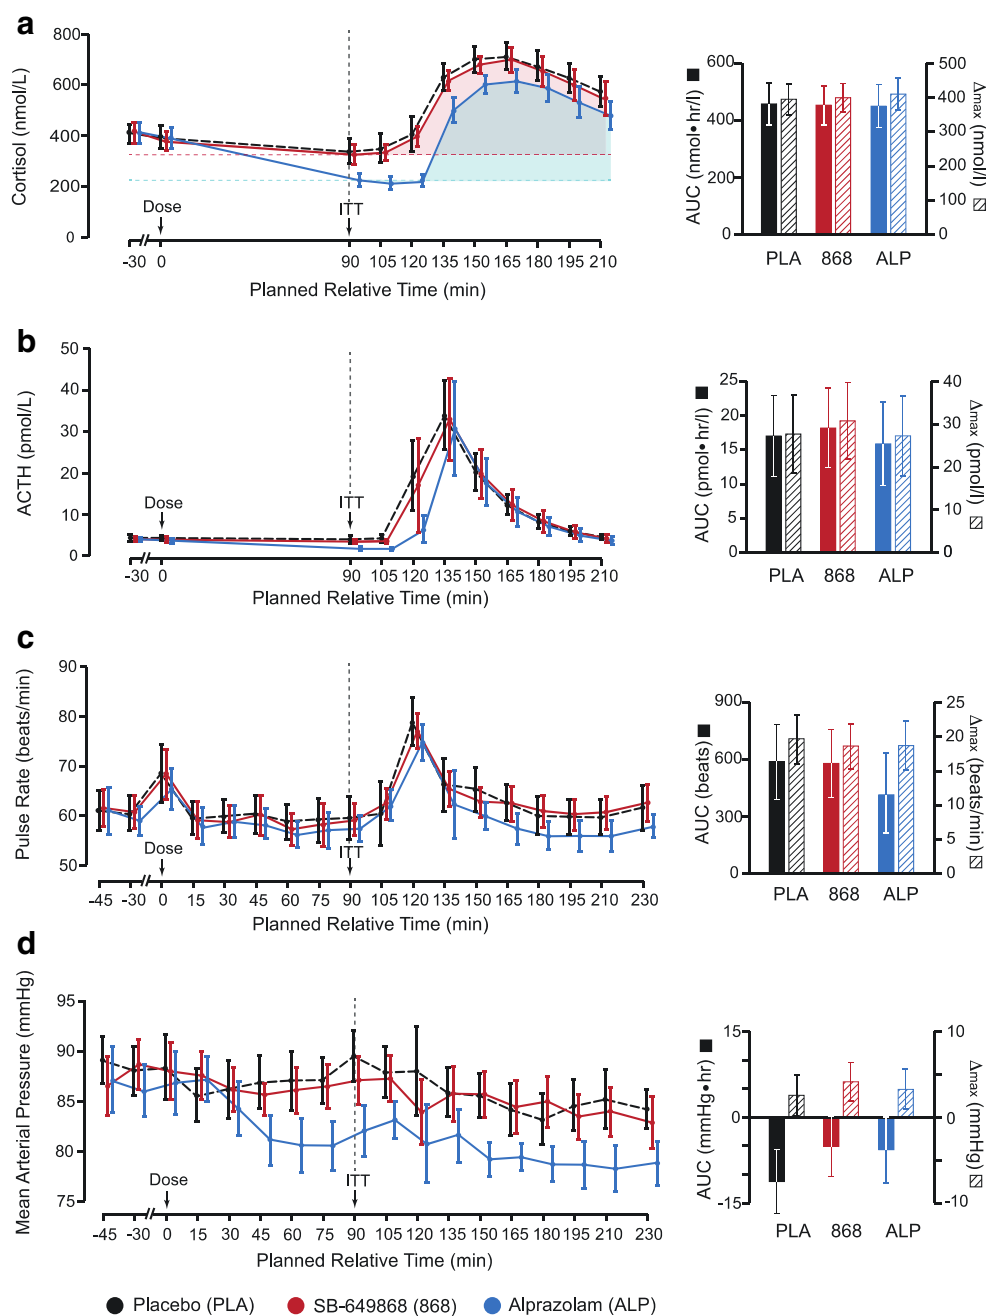 a
Cortisol (nmol/L)
800
600
400
200
0
Dose
ITT
-30 0 90 105 120 135 150 165 180 195 210
Planned Relative Time (min)
AUC (nmol•hr/l)
600
400
200
0
500
400
300
200
100
0
Δmax (nmol/l)
PLA 868 ALP
b
ACTH (pmol/L)
50
40
30
20
10
0
Dose
ITT
-30 0 90 105 120 135 150 165 180 195 210
Planned Relative Time (min)
AUC (pmol•hr/l)
25
20
15
10
5
0
40
30
20
10
0
Δmax (pmol/l)
PLA 868 ALP
c
Pulse Rate (beats/min)
90
80
70
60
50
Dose
ITT
-45 -30 0 15 30 45 60 75 90 105 120 135 150 165 180 195 210 230
Planned Relative Time (min)
AUC (beats)
900
600
300
0
25
20
15
10
5
0
Δmax (beats/min)
PLA 868 ALP
d
Mean Arterial Pressure (mmHg)
95
90
85
80
75
Dose
ITT
-45 -30 0 15 30 45 60 75 90 105 120 135 150 165 180 195 210 230
Planned Relative Time (min)
AUC (mmHg•hr)
15
0
-15
10
5
0
-5
-10
Δmax (mmHg)
PLA 868 ALP
Placebo (PLA) SB-649868 (868) Alprazolam (ALP)